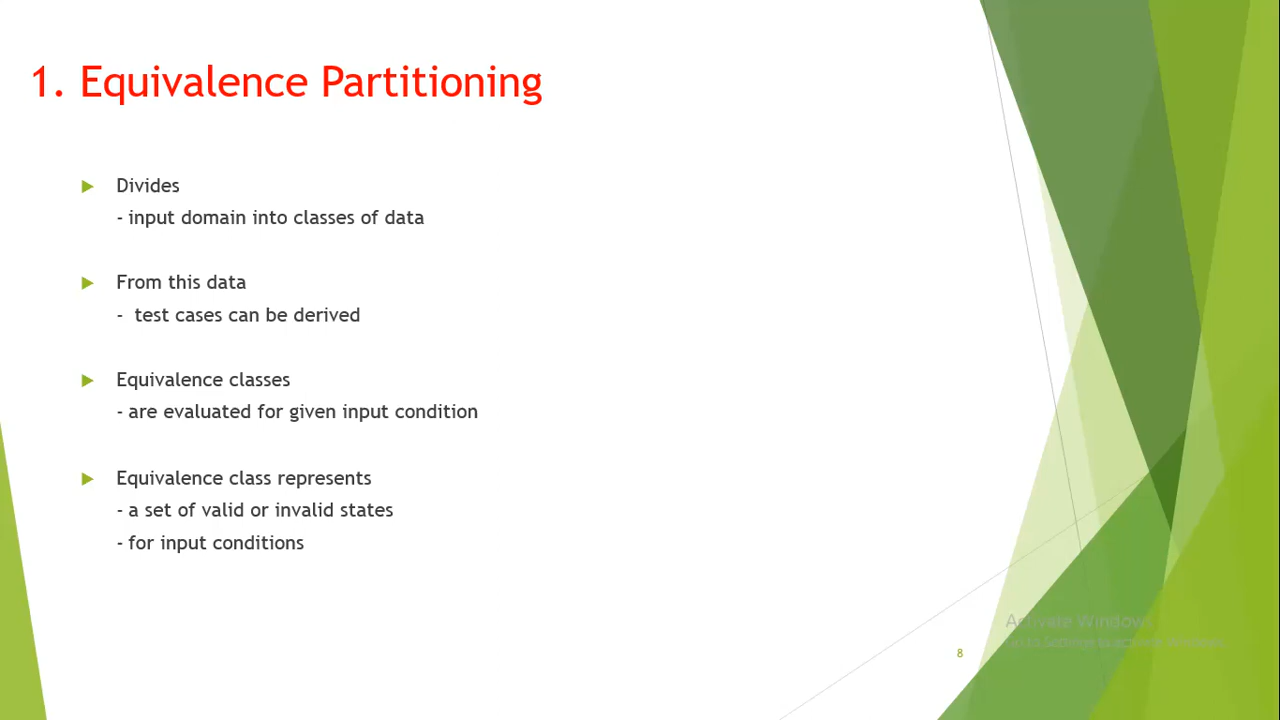 1. Equivalence Partitioning
Divides
- input domain into classes of data
From this data
- test cases can be derived
Equivalence classes
- are evaluated for given input condition
Equivalence class represents
- a set of valid or invalid states
- for input conditions
Activate Windows
8